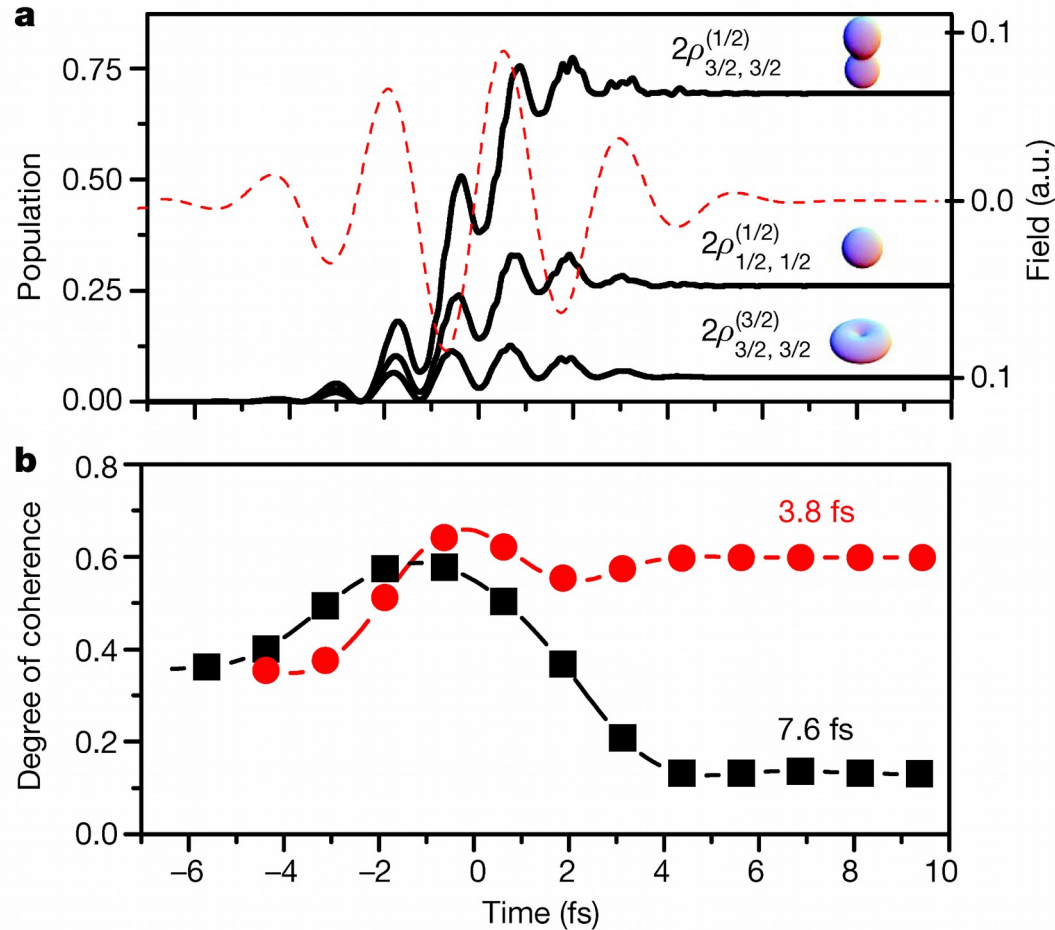 a
0.75
0.50
0.25
0.00
Population
2ρ(1/2)3/2, 3/2
2ρ(1/2)1/2, 1/2
2ρ(3/2)3/2, 3/2
0.1
0.0
0.1
Field (a.u.)
b
0.8
0.6
0.4
0.2
0.0
Degree of coherence
3.8 fs
7.6 fs
–6 –4 –2 0 2 4 6 8 10
Time (fs)